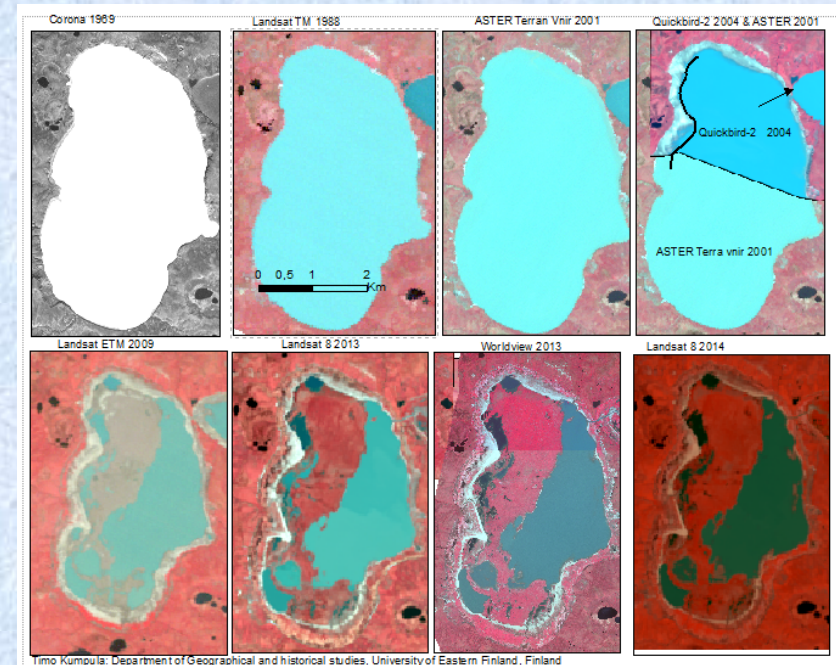 Corona 1969
Landsat TM 1988
ASTER Terran Vnir 2001
Quickbird-2 2004 & ASTER 2001
Quickbird-2 2004
ASTER Terra vnir 2001
0 0,5 1 2
Km
Landsat ETM 2009
Landsat 8 2013
Worldview 2013
Landsat 8 2014
Timo Kumpula: Department of Geographical and historical studies, University of Eastern Finland, Finland